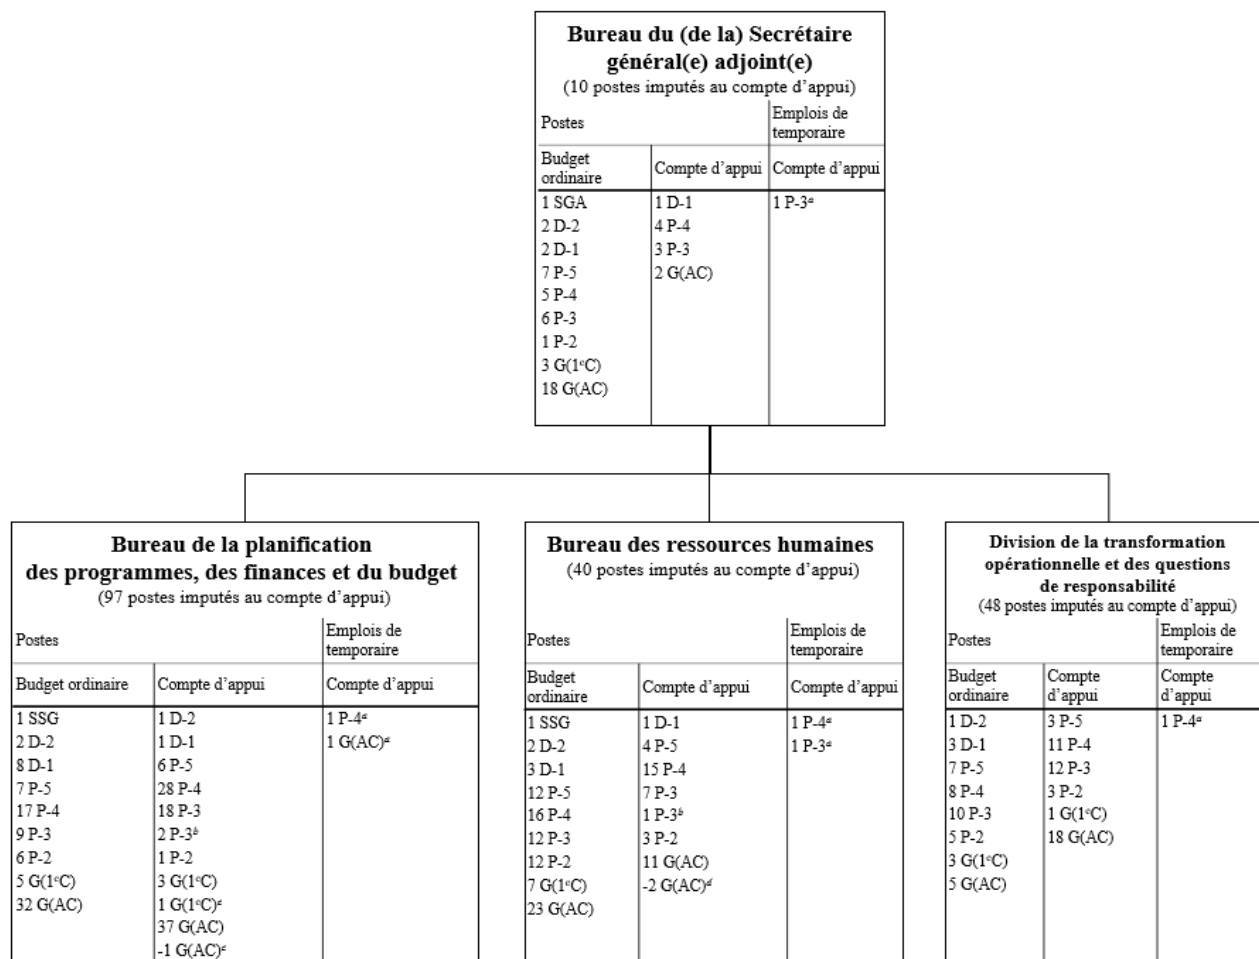 Bureau du (de la) Secrétaire
général(e) adjoint(e)
(10 postes imputés au compte d'appui)
Postes
Emplois de
temporaire
Budget
ordinaire
Compte d'appui
Compte d'appui
1 SGA
2 D-2
2 D-1
7 P-5
5 P-4
6 P-3
1 P-2
3 G(1ᵉC)
18 G(AC)
1 D-1
4 P-4
3 P-3
2 G(AC)
1 P-3ᵃ
Bureau de la planification
des programmes, des finances et du budget
(97 postes imputés au compte d'appui)
Postes
Emplois de
temporaire
Budget ordinaire
Compte d'appui
Compte d'appui
1 SSG
2 D-2
8 D-1
7 P-5
17 P-4
9 P-3
6 P-2
5 G(1ᵉC)
32 G(AC)
1 D-2
1 D-1
6 P-5
28 P-4
18 P-3
2 P-3ᵇ
1 P-2
3 G(1ᵉC)
1 G(1ᵉC)ᶜ
37 G(AC)
-1 G(AC)ᶜ
1 P-4ᵃ
1 G(AC)ᵃ
Bureau des ressources humaines
(40 postes imputés au compte d'appui)
Postes
Emplois de
temporaire
Budget
ordinaire
Compte d'appui
Compte d'appui
1 SSG
2 D-2
3 D-1
12 P-5
16 P-4
12 P-3
12 P-2
7 G(1ᵉC)
23 G(AC)
1 D-1
4 P-5
15 P-4
7 P-3
1 P-3ᵇ
3 P-2
11 G(AC)
-2 G(AC)ᵈ
1 P-4ᵃ
1 P-3ᵃ
Division de la transformation
opérationnelle et des questions
de responsabilité
(48 postes imputés au compte d'appui)
Postes
Emplois de
temporaire
Budget
ordinaire
Compte
d'appui
Compte
d'appui
1 D-2
3 D-1
7 P-5
8 P-4
10 P-3
5 P-2
3 G(1ᵉC)
5 G(AC)
3 P-5
11 P-4
12 P-3
3 P-2
1 G(1ᵉC)
18 G(AC)
1 P-4ᵃ